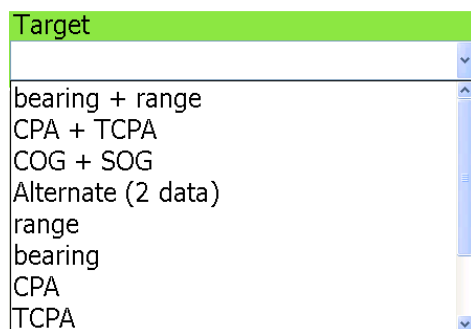 Target
bearing + range
CPA + TCPA
COG + SOG
Alternate (2 data)
range
bearing
CPA
TCPA